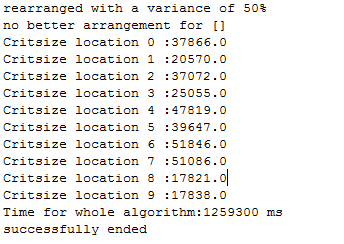 rearranged with a variance of 50%
no better arrangement for []
Critsize location 0 :37866.0
Critsize location 1 :20570.0
Critsize location 2 :37072.0
Critsize location 3 :25055.0
Critsize location 4 :47819.0
Critsize location 5 :39647.0
Critsize location 6 :51846.0
Critsize location 7 :51086.0
Critsize location 8 :17821.0
Critsize location 9 :17838.0
Time for whole algorithm:1259300 ms
successfully ended